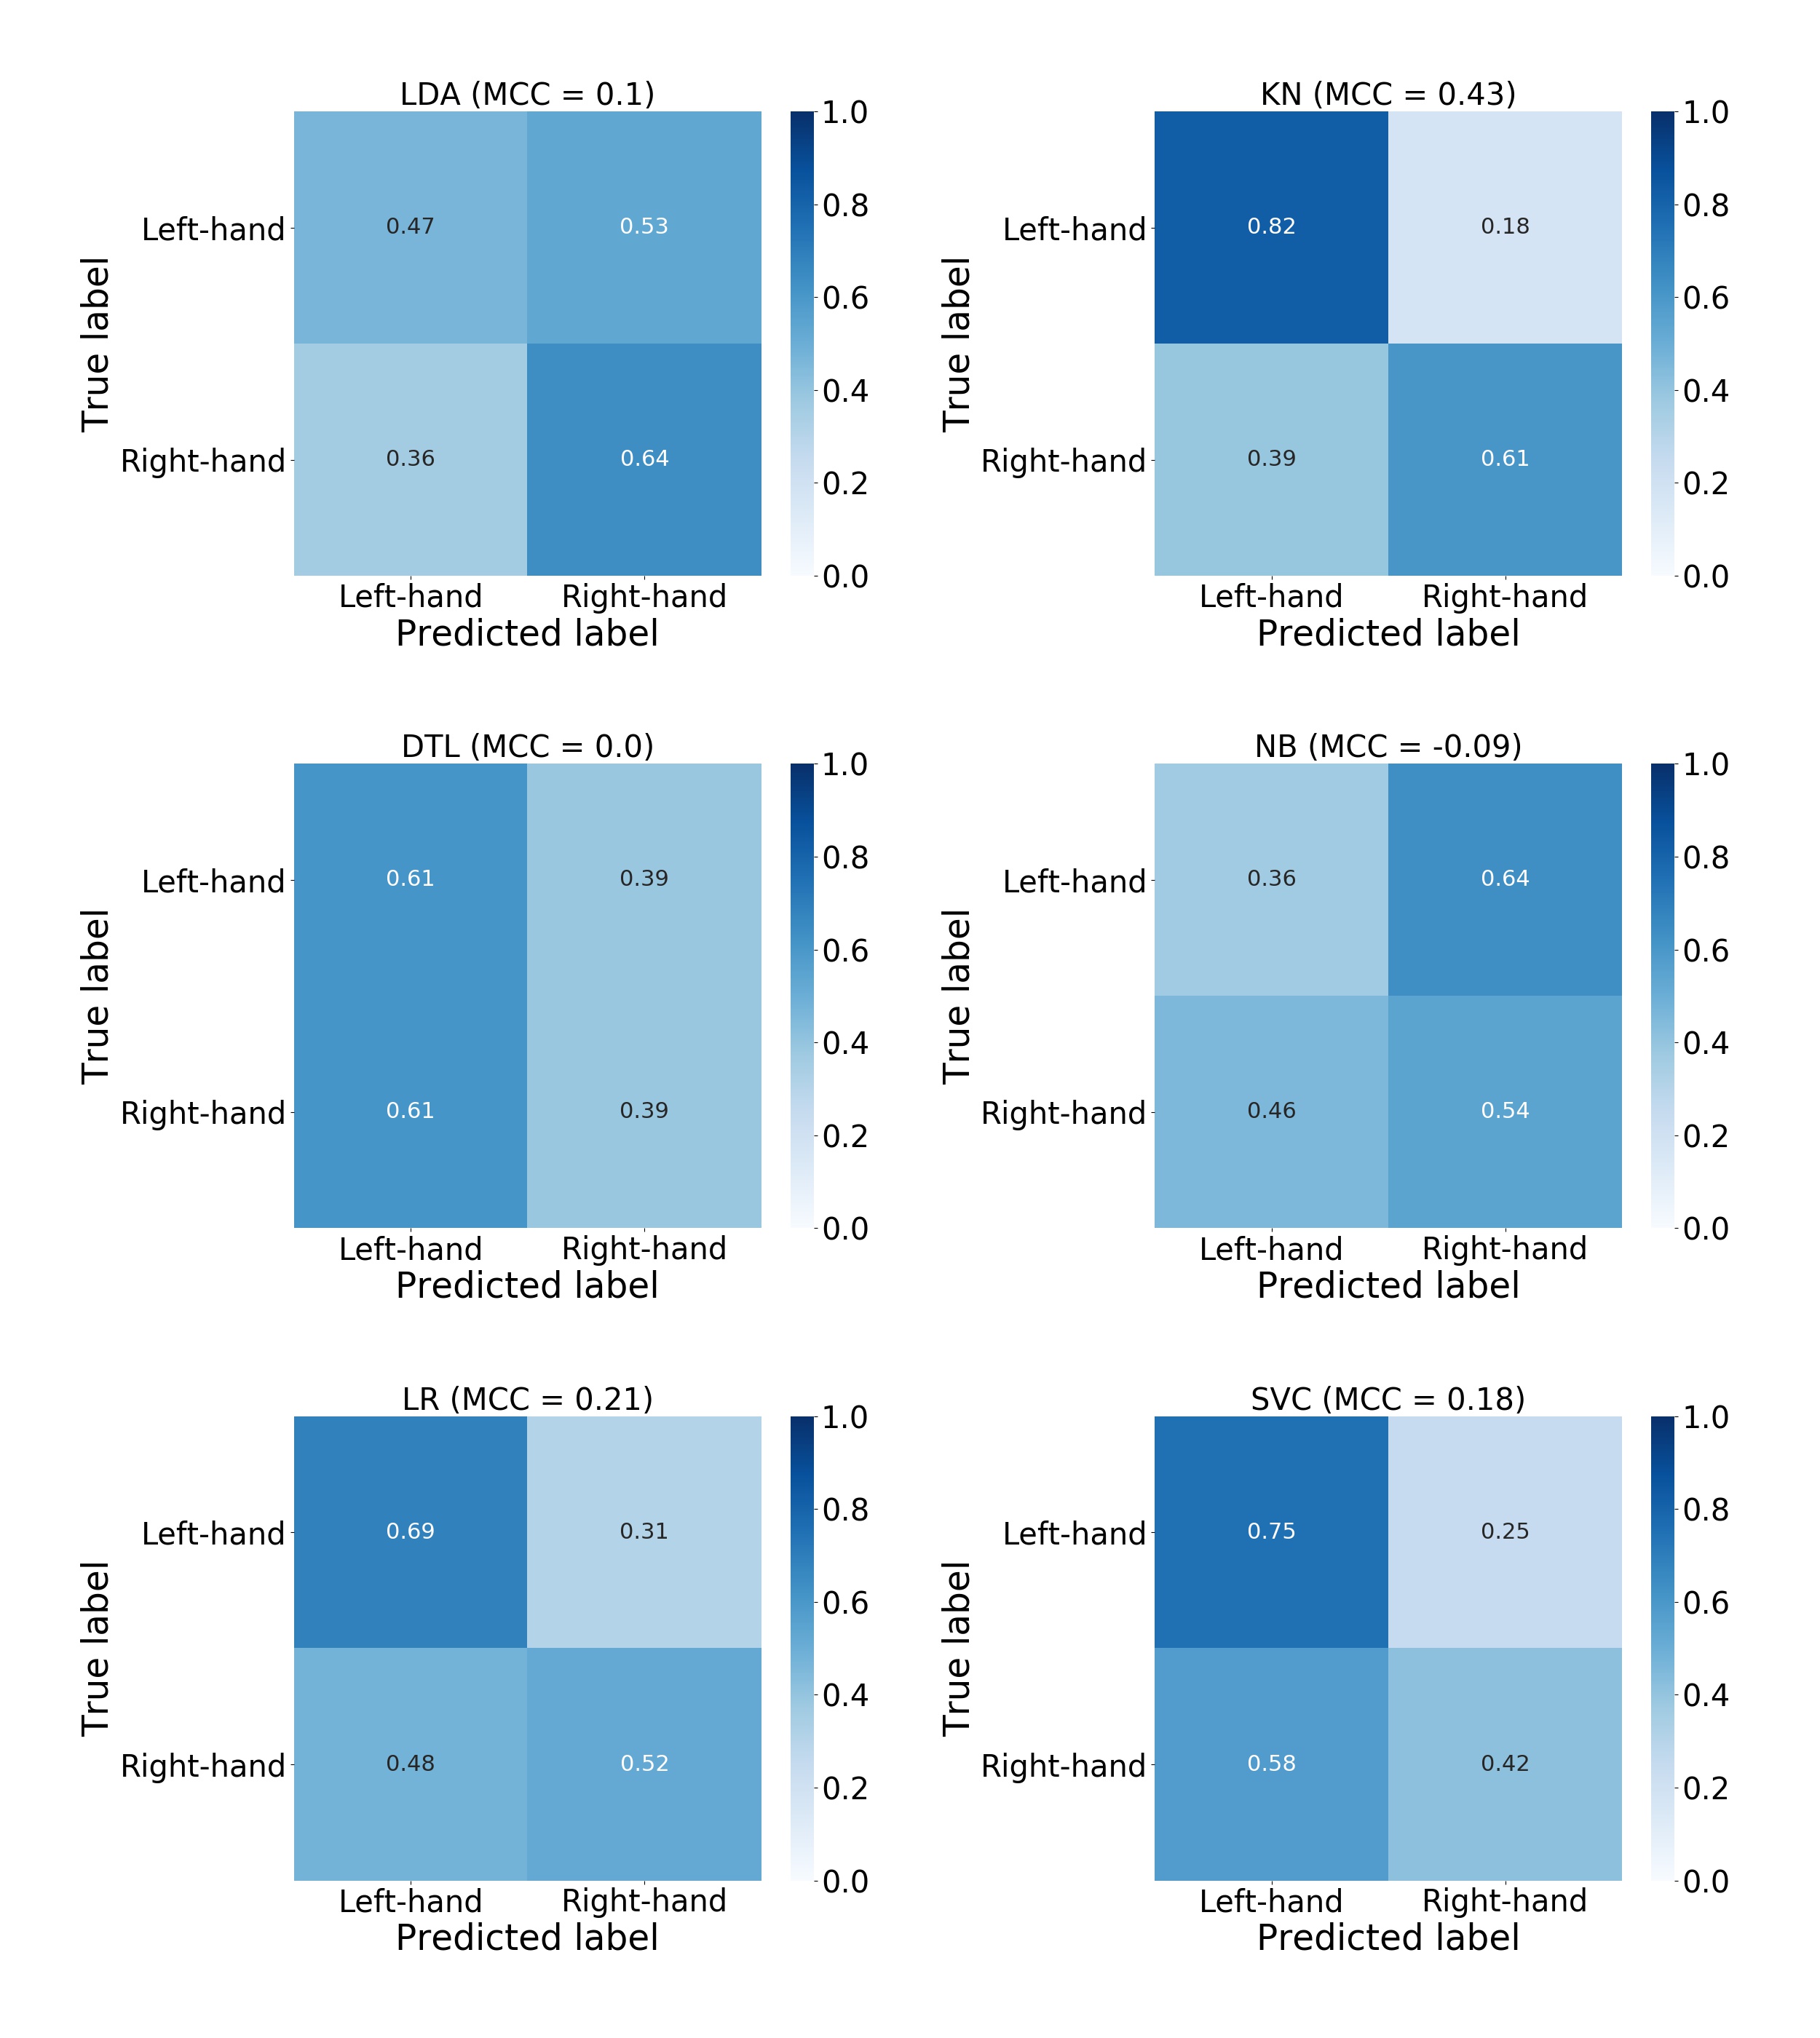 LDA (MCC = 0.1)
True label
Left-hand
0.47
0.53
Right-hand
0.36
0.64
Left-hand
Right-hand
Predicted label
1.0
0.8
0.6
0.4
0.2
0.0
KN (MCC = 0.43)
True label
Left-hand
0.82
0.18
Right-hand
0.39
0.61
Left-hand
Right-hand
Predicted label
1.0
0.8
0.6
0.4
0.2
0.0
DTL (MCC = 0.0)
True label
Left-hand
0.61
0.39
Right-hand
0.61
0.39
Left-hand
Right-hand
Predicted label
1.0
0.8
0.6
0.4
0.2
0.0
NB (MCC = -0.09)
True label
Left-hand
0.36
0.64
Right-hand
0.46
0.54
Left-hand
Right-hand
Predicted label
1.0
0.8
0.6
0.4
0.2
0.0
LR (MCC = 0.21)
True label
Left-hand
0.69
0.31
Right-hand
0.48
0.52
Left-hand
Right-hand
Predicted label
1.0
0.8
0.6
0.4
0.2
0.0
SVC (MCC = 0.18)
True label
Left-hand
0.75
0.25
Right-hand
0.58
0.42
Left-hand
Right-hand
Predicted label
1.0
0.8
0.6
0.4
0.2
0.0